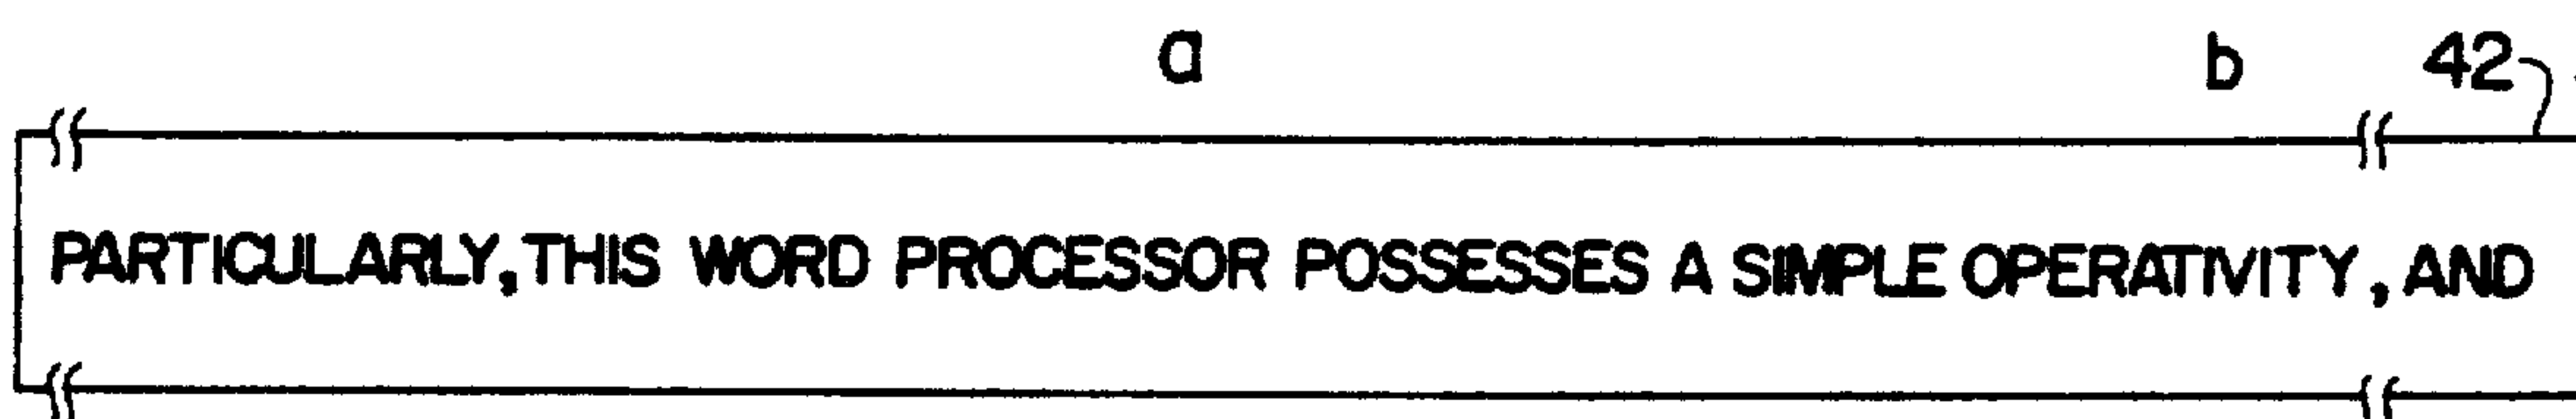 a b 42
PARTICULARLY, THIS WORD PROCESSOR POSSESSES A SIMPLE OPERATIVITY, AND